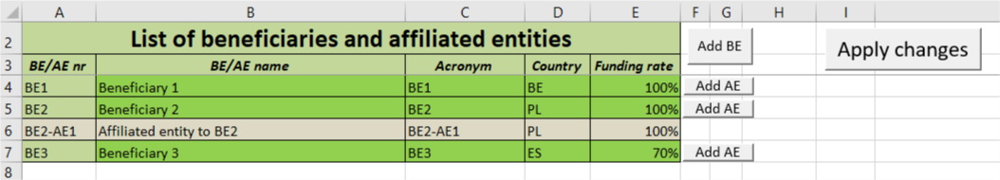 A B C D E F G H I
2 List of beneficiaries and affiliated entities Add BE Apply changes
3 BE/AE nr BE/AE name Acronym Country Funding rate
4 BE1 Beneficiary 1 BE1 BE 100% Add AE
5 BE2 Beneficiary 2 BE2 PL 100% Add AE
6 BE2-AE1 Affiliated entity to BE2 BE2-AE1 PL 100%
7 BE3 Beneficiary 3 BE3 ES 70% Add AE
8